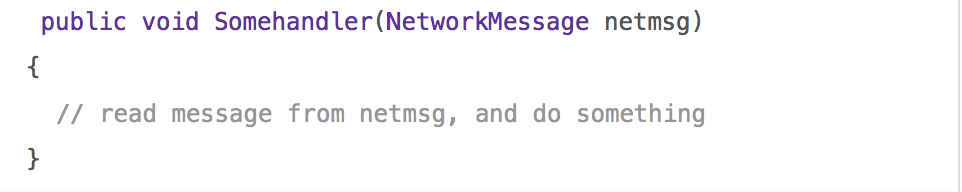 public void Somehandler(NetworkMessage netmsg)
{
// read message from netmsg, and do something
}